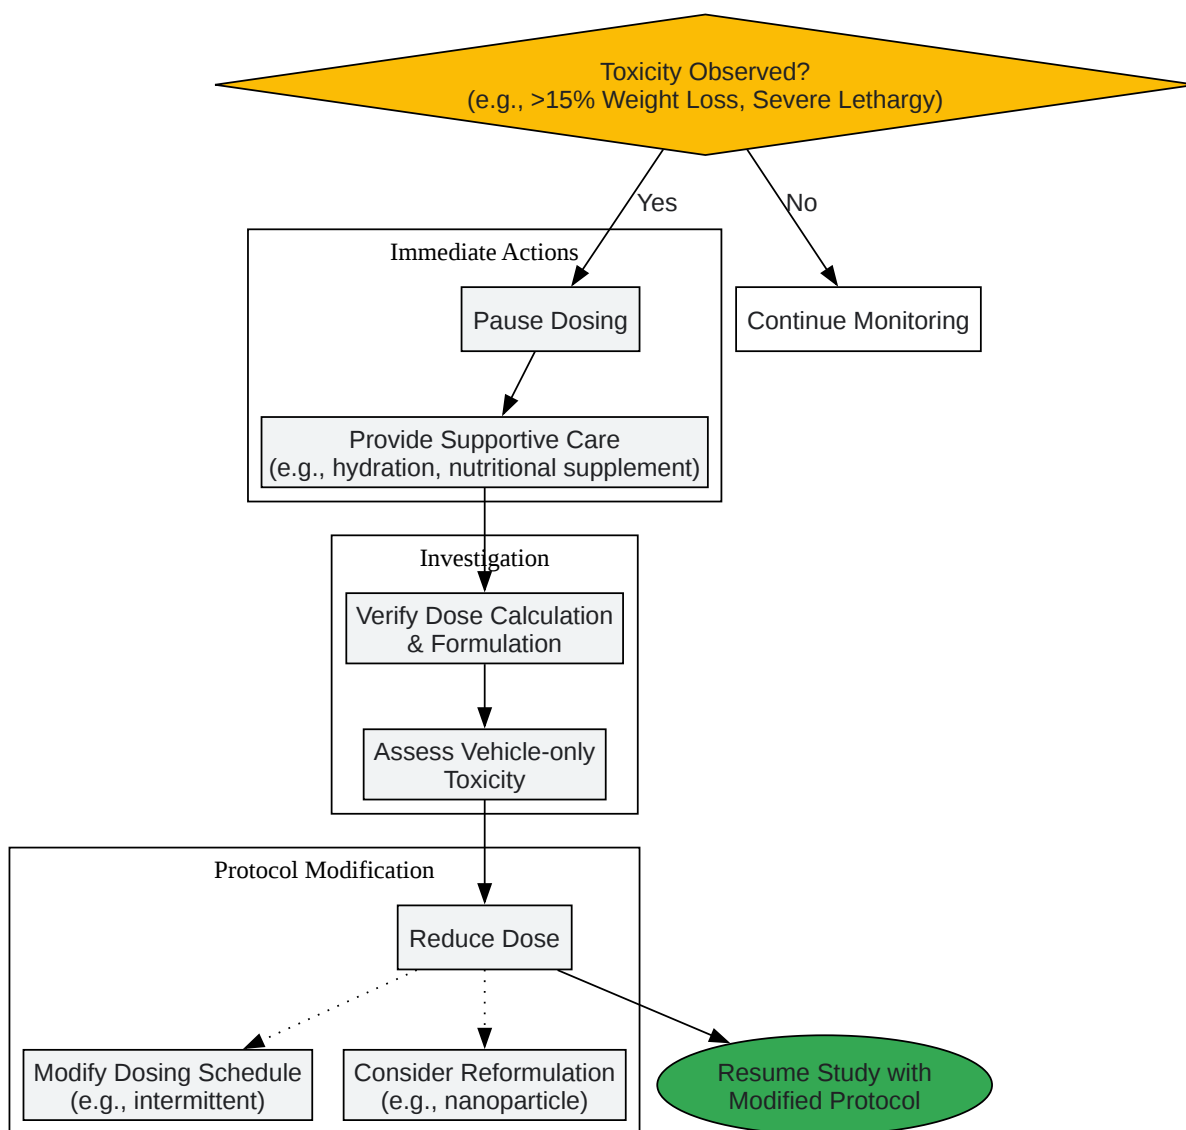 Toxicity Observed?
(e.g., >15% Weight Loss, Severe Lethargy)
Yes
No
Immediate Actions
Pause Dosing
Continue Monitoring
Provide Supportive Care
(e.g., hydration, nutritional supplement)
Investigation
Verify Dose Calculation
& Formulation
Assess Vehicle-only
Toxicity
Protocol Modification
Reduce Dose
Modify Dosing Schedule
(e.g., intermittent)
Consider Reformulation
(e.g., nanoparticle)
Resume Study with
Modified Protocol